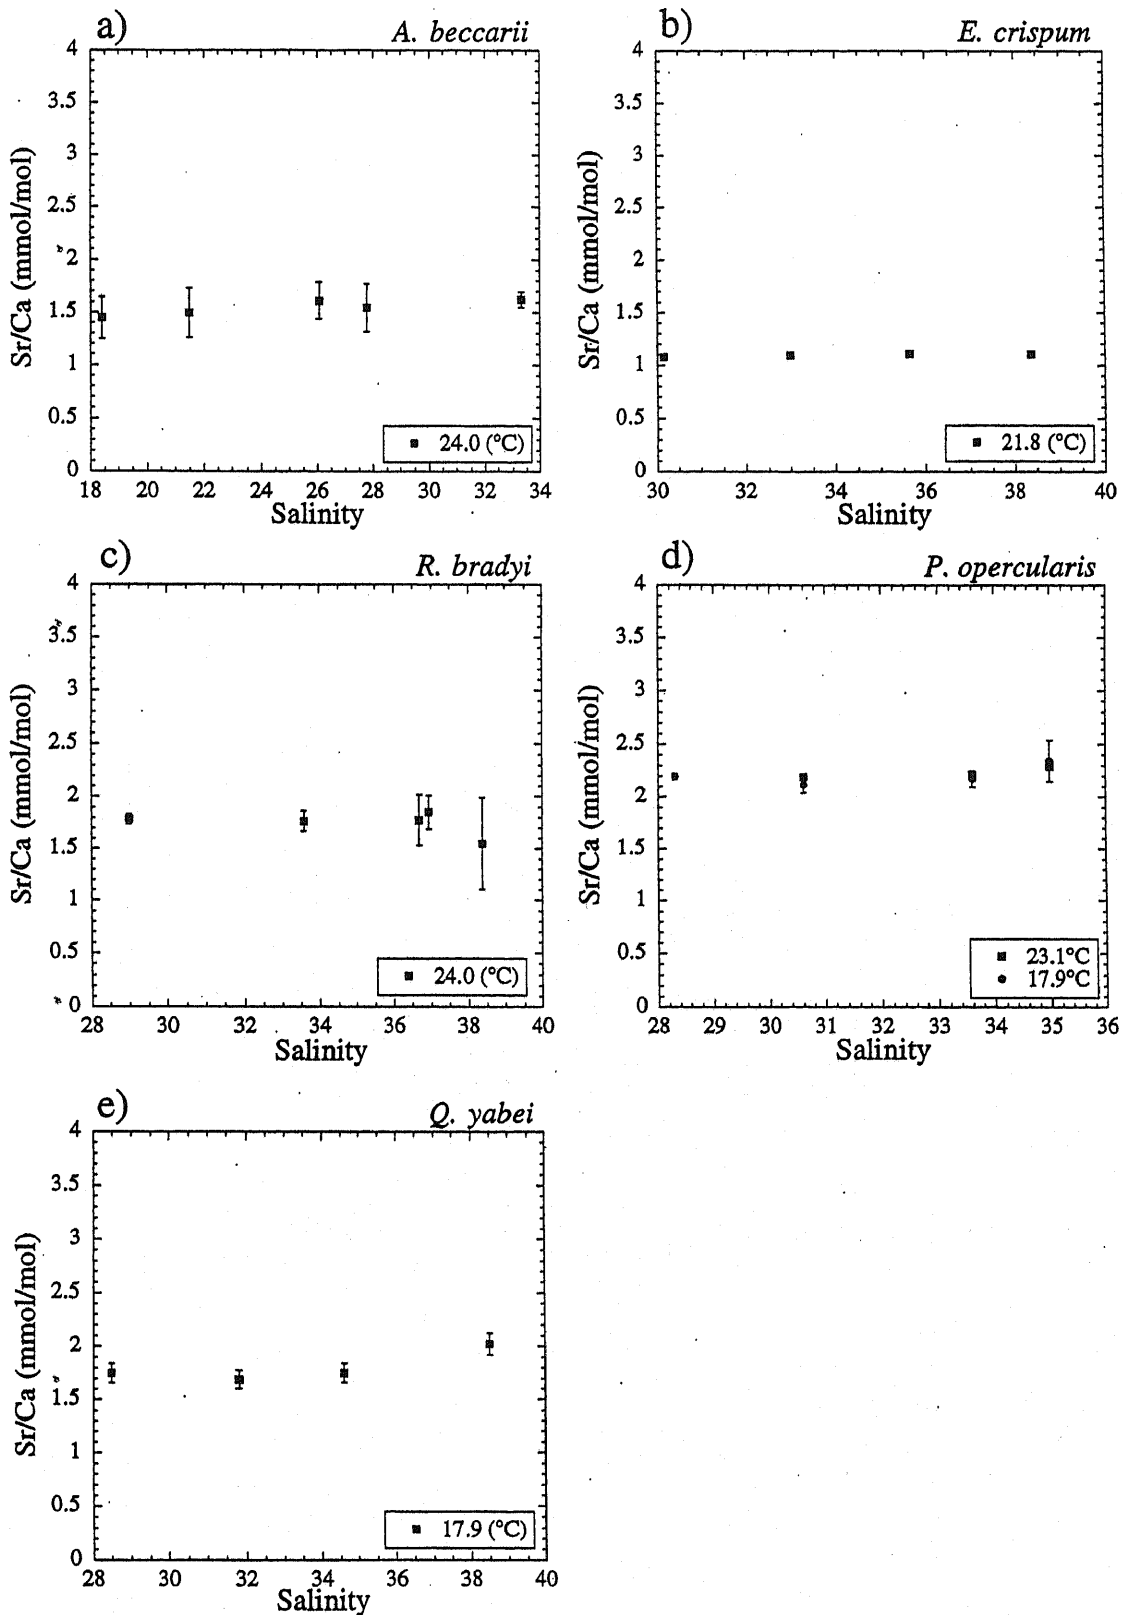 a) A. beccarii
4
3.5
3
2.5
2
1.5
1
0.5
0
Sr/Ca (mmol/mol)
24.0 (°C)
18 20 22 24 26 28 30 32 34
Salinity
b) E. crispum
4
3.5
3
2.5
2
1.5
1
0.5
0
Sr/Ca (mmol/mol)
21.8 (°C)
30 32 34 36 38 40
Salinity
c) R. bradyi
4
3.5
3
2.5
2
1.5
1
0.5
0
Sr/Ca (mmol/mol)
24.0 (°C)
28 30 32 34 36 38 40
Salinity
d) P. opercularis
4
3.5
3
2.5
2
1.5
1
0.5
0
Sr/Ca (mmol/mol)
23.1°C
17.9°C
28 29 30 31 32 33 34 35 36
Salinity
e) Q. yabei
4
3.5
3
2.5
2
1.5
1
0.5
0
Sr/Ca (mmol/mol)
17.9 (°C)
28 30 32 34 36 38 40
Salinity